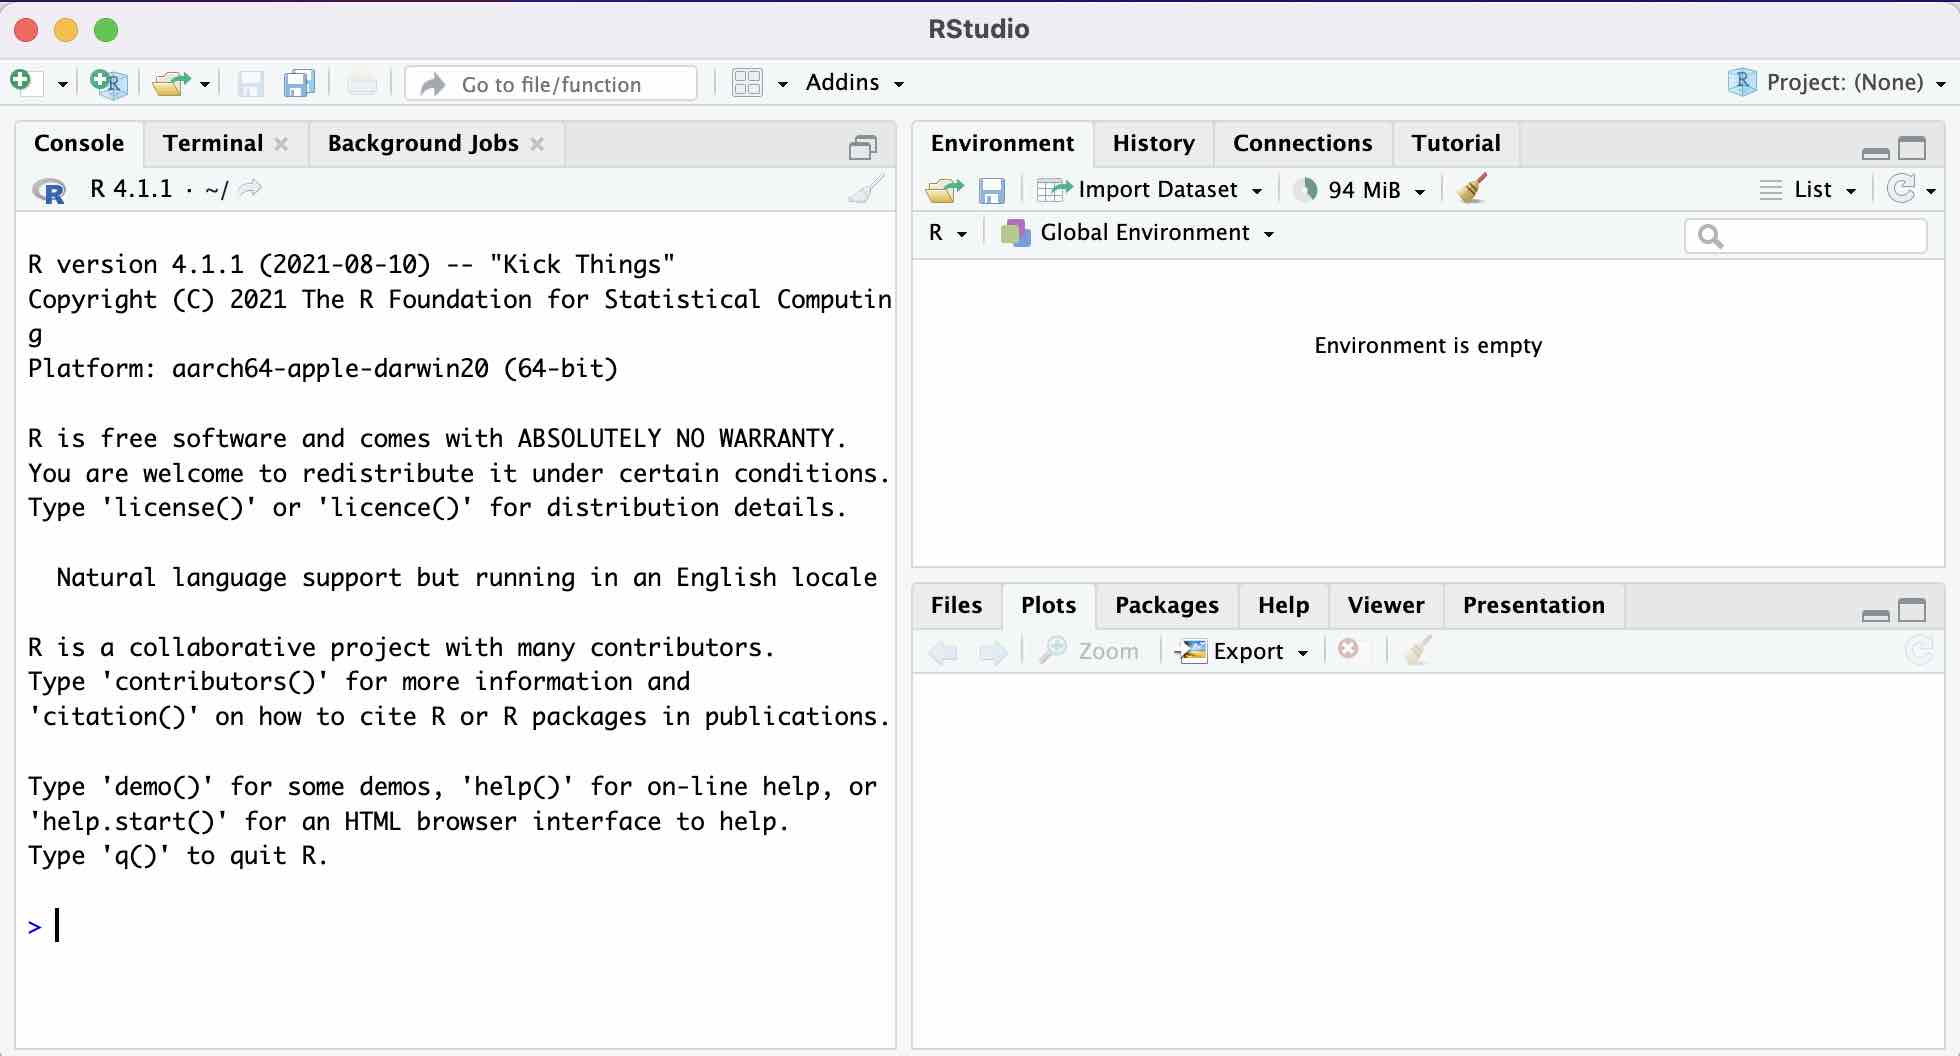 RStudio
Go to file/function
Addins
Project: (None)
Console Terminal Background Jobs
R 4.1.1 · ~/
R version 4.1.1 (2021-08-10) -- "Kick Things"
Copyright (C) 2021 The R Foundation for Statistical Computin
g
Platform: aarch64-apple-darwin20 (64-bit)
R is free software and comes with ABSOLUTELY NO WARRANTY.
You are welcome to redistribute it under certain conditions.
Type 'license()' or 'licence()' for distribution details.
Natural language support but running in an English locale
R is a collaborative project with many contributors.
Type 'contributors()' for more information and
'citation()' on how to cite R or R packages in publications.
Type 'demo()' for some demos, 'help()' for on-line help, or
'help.start()' for an HTML browser interface to help.
Type 'q()' to quit R.
>
Environment History Connections Tutorial
Import Dataset 94 MiB List
R Global Environment
Environment is empty
Files Plots Packages Help Viewer Presentation
Zoom Export